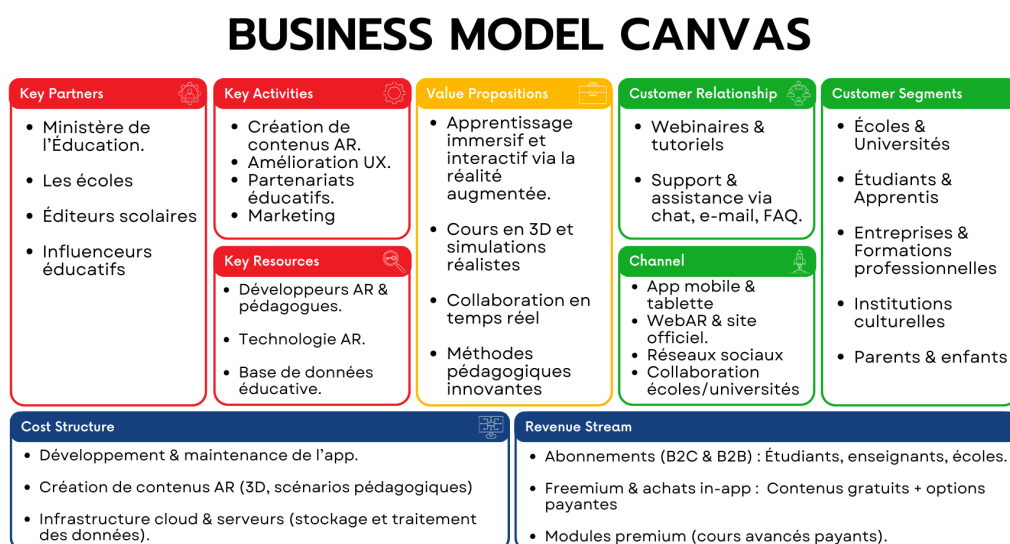 BUSINESS MODEL CANVAS
Key Partners
• Ministère de
l’Éducation.
• Les écoles
• Éditeurs scolaires
• Influenceurs
éducatifs
Key Activities
• Création de
contenus AR.
• Amélioration UX.
• Partenariats
éducatifs.
• Marketing
Key Resources
• Développeurs AR &
pédagogues.
• Technologie AR.
• Base de données
éducative.
Value Propositions
• Apprentissage
immersif et
interactif via la
réalité
augmentée.
• Cours en 3D et
simulations
réalistes
• Collaboration en
temps réel
• Méthodes
pédagogiques
innovantes
Customer Relationship
• Webinaires &
tutoriels
• Support &
assistance via
chat, e-mail, FAQ.
Channel
• App mobile &
tablette
• WebAR & site
officiel.
• Réseaux sociaux
• Collaboration
écoles/universités
Customer Segments
• Écoles &
Universités
• Étudiants &
Apprentis
• Entreprises &
Formations
professionnelles
• Institutions
culturelles
• Parents & enfants
Cost Structure
• Développement & maintenance de l’app.
• Création de contenus AR (3D, scénarios pédagogiques)
• Infrastructure cloud & serveurs (stockage et traitement
des données).
Revenue Stream
• Abonnements (B2C & B2B) : Étudiants, enseignants, écoles.
• Freemium & achats in-app : Contenus gratuits + options
payantes
• Modules premium (cours avancés payants).